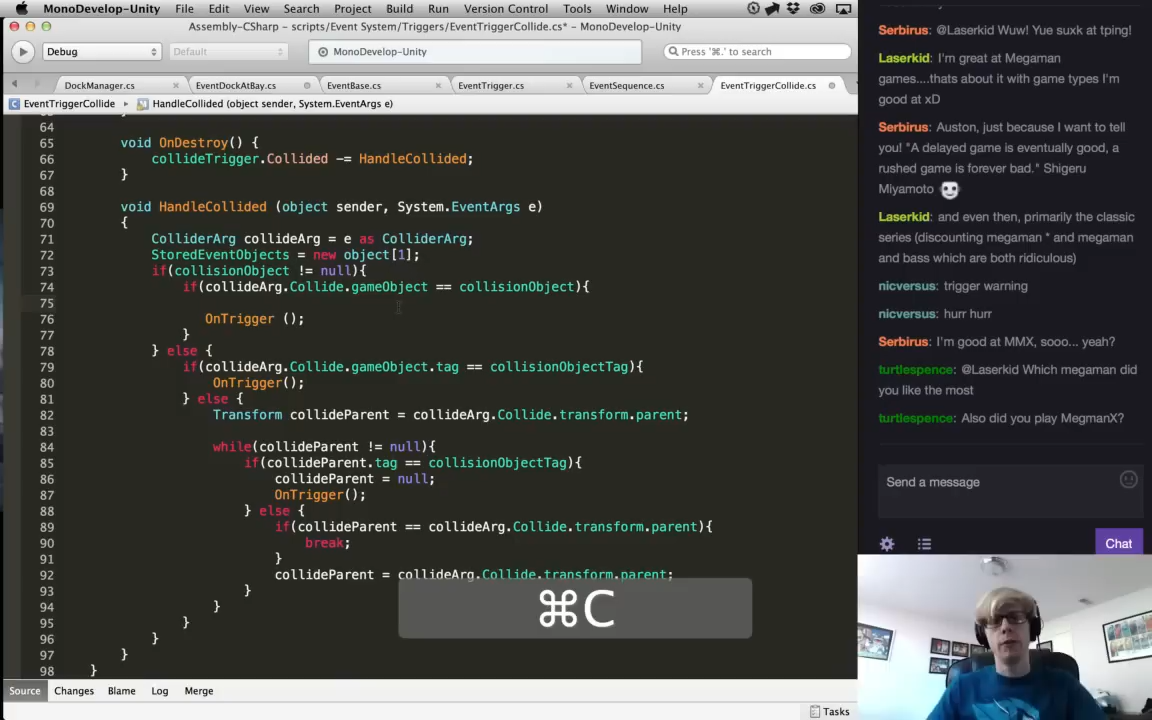 MonoDevelop-Unity File Edit View Search Project Build Run Version Control Tools Window Help
Assembly-CSharp – scripts/Event System/Triggers/EventTriggerCollide.cs* – MonoDevelop-Unity
Debug
Default
MonoDevelop-Unity
Press '⌘.' to search
DockManager.cs
EventDockAtBay.cs
EventBase.cs
EventTrigger.cs
EventSequence.cs
EventTriggerCollide.cs
EventTriggerCollide
HandleCollided (object sender, System.EventArgs e)
64
65 void OnDestroy() {
66 collideTrigger.Collided -= HandleCollided;
67 }
68
69 void HandleCollided (object sender, System.EventArgs e)
70 {
71 ColliderArg collideArg = e as ColliderArg;
72 StoredEventObjects = new object[1];
73 if(collisionObject != null){
74 if(collideArg.Collide.gameObject == collisionObject){
75
76 OnTrigger ();
77 }
78 } else {
79 if(collideArg.Collide.gameObject.tag == collisionObjectTag){
80 OnTrigger();
81 } else {
82 Transform collideParent = collideArg.Collide.transform.parent;
83
84 while(collideParent != null){
85 if(collideParent.tag == collisionObjectTag){
86 collideParent = null;
87 OnTrigger();
88 } else {
89 if(collideParent == collideArg.Collide.transform.parent){
90 break;
91 }
92 collideParent = collideArg.Collide.transform.parent;
93 }
94 }
95 }
96 }
97 }
98 }
⌘C
Source Changes Blame Log Merge
Tasks
Serbirus: @Laserkid Wuw! Yue suxk at tping!
Laserkid: I'm great at Megaman
games....thats about it with game types I'm
good at xD
Serbirus: Auston, just because I want to tell
you! "A delayed game is eventually good, a
rushed game is forever bad." Shigeru
Miyamoto
Laserkid: and even then, primarily the classic
series (discounting megaman * and megaman
and bass which are both ridiculous)
nicversus: trigger warning
nicversus: hurr hurr
Serbirus: I'm good at MMX, sooo... yeah?
turtlespence: @Laserkid Which megaman did
you like the most
turtlespence: Also did you play MegmanX?
Send a message
Chat